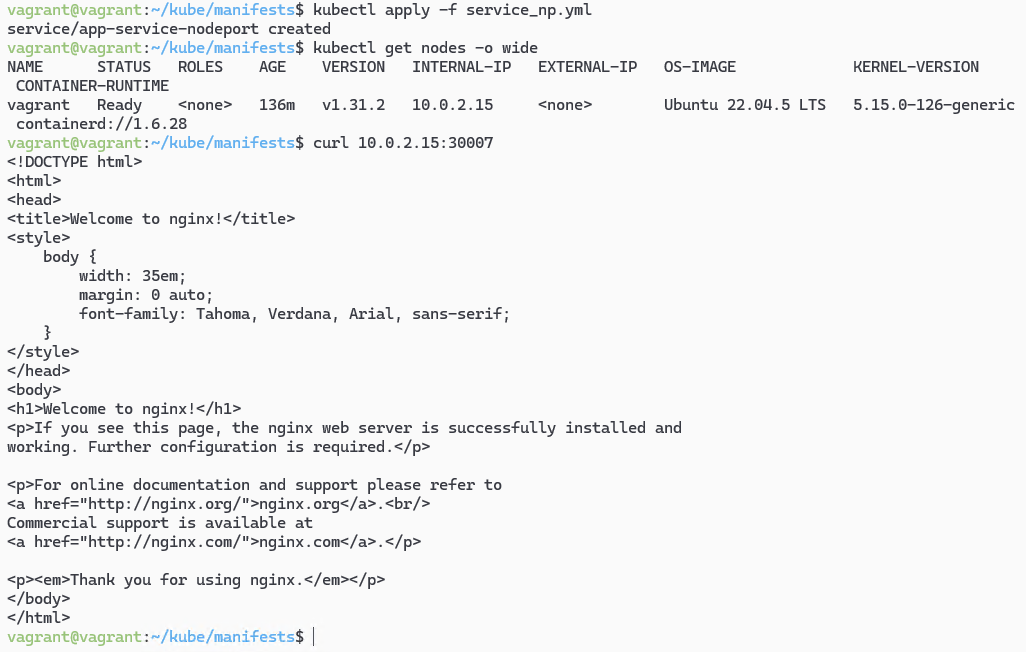 vagrant@vagrant:~/kube/manifests$ kubectl apply -f service_np.yml
service/app-service-nodeport created
vagrant@vagrant:~/kube/manifests$ kubectl get nodes -o wide
NAME      STATUS   ROLES    AGE    VERSION   INTERNAL-IP   EXTERNAL-IP   OS-IMAGE             KERNEL-VERSION
 CONTAINER-RUNTIME
vagrant   Ready    <none>   136m   v1.31.2   10.0.2.15     <none>        Ubuntu 22.04.5 LTS   5.15.0-126-generic
 containerd://1.6.28
vagrant@vagrant:~/kube/manifests$ curl 10.0.2.15:30007
<!DOCTYPE html>
<html>
<head>
<title>Welcome to nginx!</title>
<style>
    body {
        width: 35em;
        margin: 0 auto;
        font-family: Tahoma, Verdana, Arial, sans-serif;
    }
</style>
</head>
<body>
<h1>Welcome to nginx!</h1>
<p>If you see this page, the nginx web server is successfully installed and
working. Further configuration is required.</p>

<p>For online documentation and support please refer to
<a href="http://nginx.org/">nginx.org</a>.<br/>
Commercial support is available at
<a href="http://nginx.com/">nginx.com</a>.</p>

<p><em>Thank you for using nginx.</em></p>
</body>
</html>
vagrant@vagrant:~/kube/manifests$